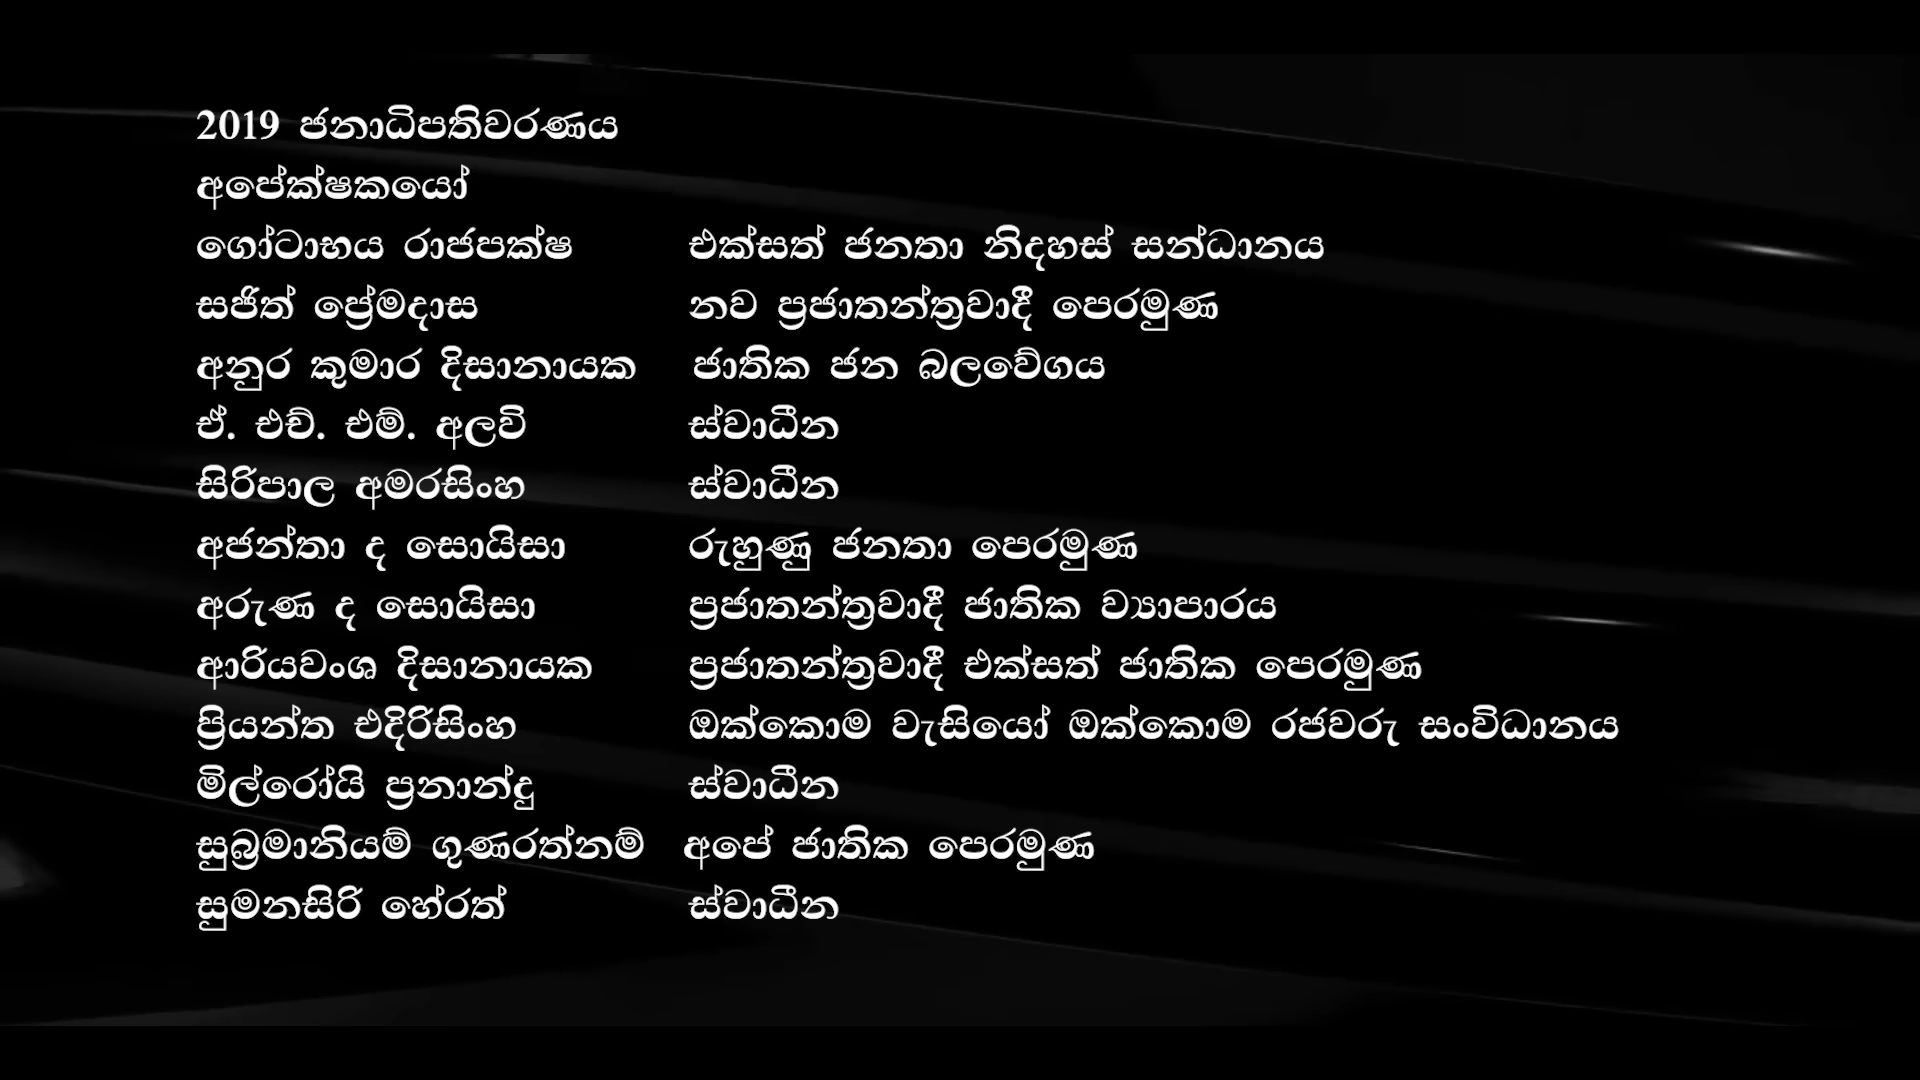 2019 ජනාධිපතිවරණය
අපේක්ෂකයෝ
ගෝටාභය රාජපක්ෂ එක්සත් ජනතා නිදහස් සන්ධානය
සජිත් ප්‍රේමදාස නව ප්‍රජාතන්ත්‍රවාදී පෙරමුණ
අනුර කුමාර දිසානායක ජාතික ජන බලවේගය
ඒ. එච්. එම්. අලවි ස්වාධීන
සිරිපාල අමරසිංහ ස්වාධීන
අජන්තා ද සොයිසා රුහුණු ජනතා පෙරමුණ
අරුණ ද සොයිසා ප්‍රජාතන්ත්‍රවාදී ජාතික ව්‍යාපාරය
ආරියවංශ දිසානායක ප්‍රජාතන්ත්‍රවාදී එක්සත් ජාතික පෙරමුණ
ප්‍රියන්ත එදිරිසිංහ ඔක්කොම වැසියෝ ඔක්කොම රජවරු සංවිධානය
මිල්රෝයි ප්‍රනාන්දු ස්වාධීන
සුබ්‍රමානියම් ගුණරත්නම් අපේ ජාතික පෙරමුණ
සුමනසිරි හේරත් ස්වාධීන